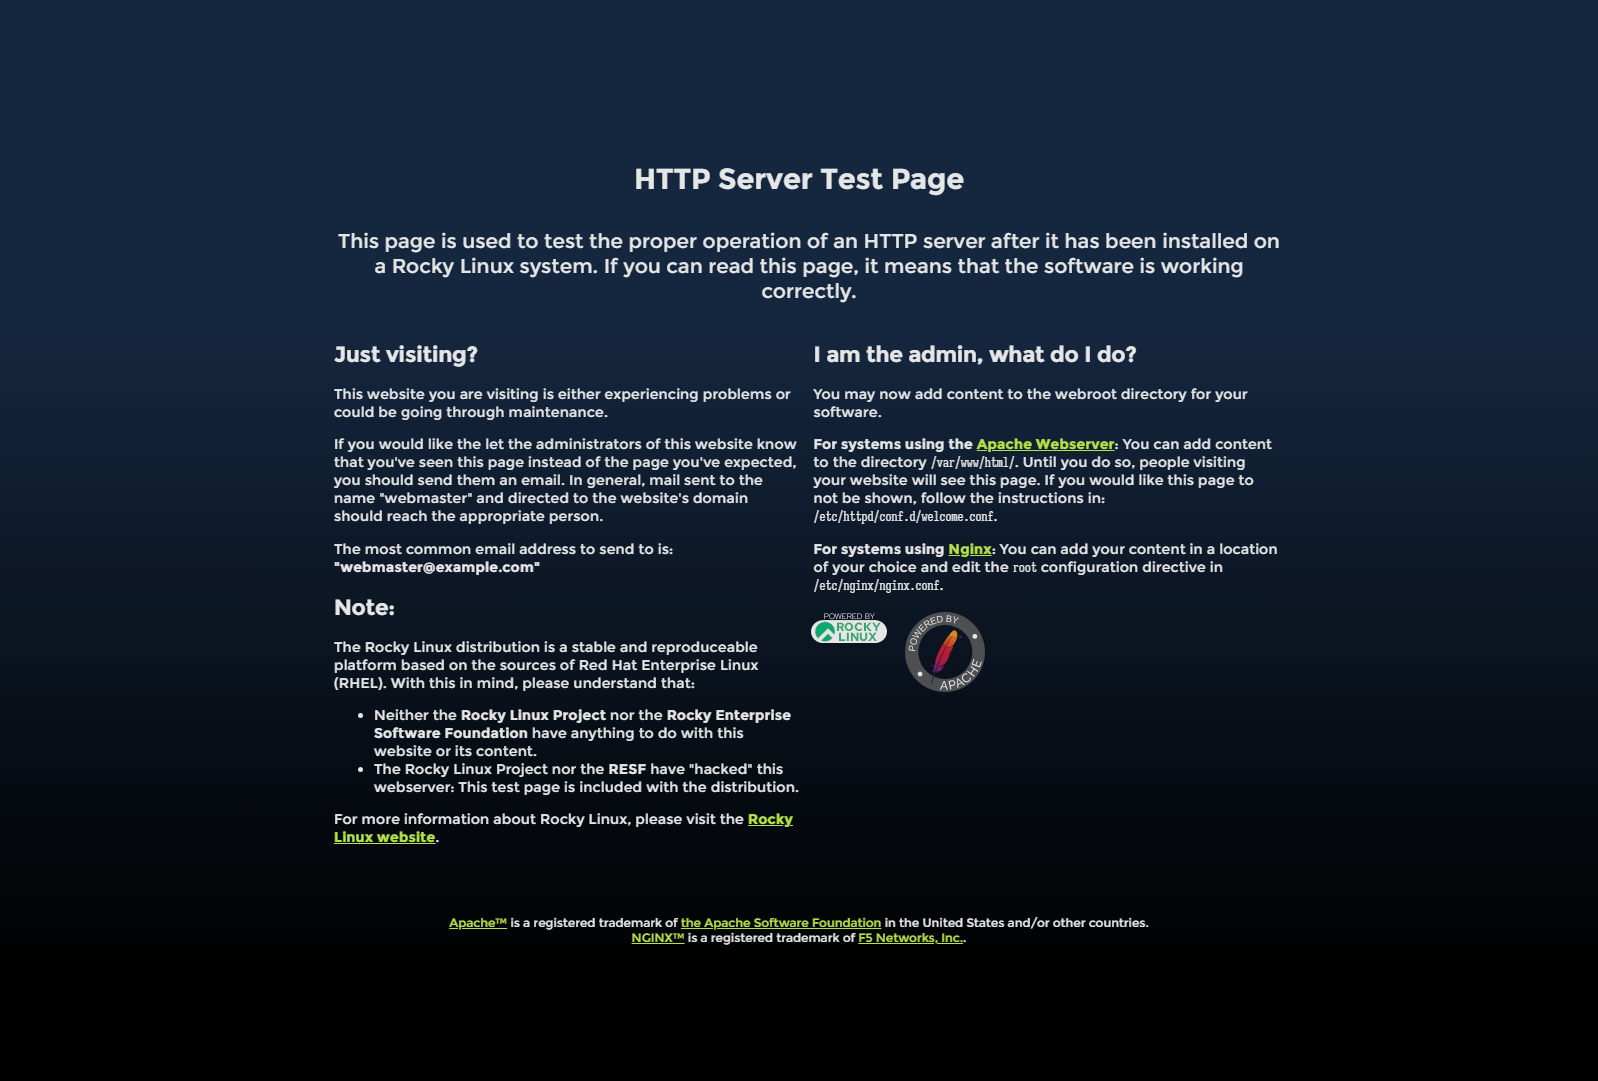 HTTP Server Test Page
This page is used to test the proper operation of an HTTP server after it has been installed on
a Rocky Linux system. If you can read this page, it means that the software is working
correctly.
Just visiting?
This website you are visiting is either experiencing problems or
could be going through maintenance.
If you would like the let the administrators of this website know
that you've seen this page instead of the page you've expected,
you should send them an email. In general, mail sent to the
name "webmaster" and directed to the website's domain
should reach the appropriate person.
The most common email address to send to is:
"webmaster@example.com"
Note:
The Rocky Linux distribution is a stable and reproduceable
platform based on the sources of Red Hat Enterprise Linux
(RHEL). With this in mind, please understand that:
• Neither the Rocky Linux Project nor the Rocky Enterprise
Software Foundation have anything to do with this
website or its content.
• The Rocky Linux Project nor the RESF have "hacked" this
webserver: This test page is included with the distribution.
For more information about Rocky Linux, please visit the Rocky
Linux website.
I am the admin, what do I do?
You may now add content to the webroot directory for your
software.
For systems using the Apache Webserver: You can add content
to the directory /var/www/html/. Until you do so, people visiting
your website will see this page. If you would like this page to
not be shown, follow the instructions in:
/etc/httpd/conf.d/welcome.conf.
For systems using Nginx: You can add your content in a location
of your choice and edit the root configuration directive in
/etc/nginx/nginx.conf.
POWERED BY
ROCKY
LINUX
POWERED BY
APACHE
Apache™ is a registered trademark of the Apache Software Foundation in the United States and/or other countries.
NGINX™ is a registered trademark of F5 Networks, Inc..